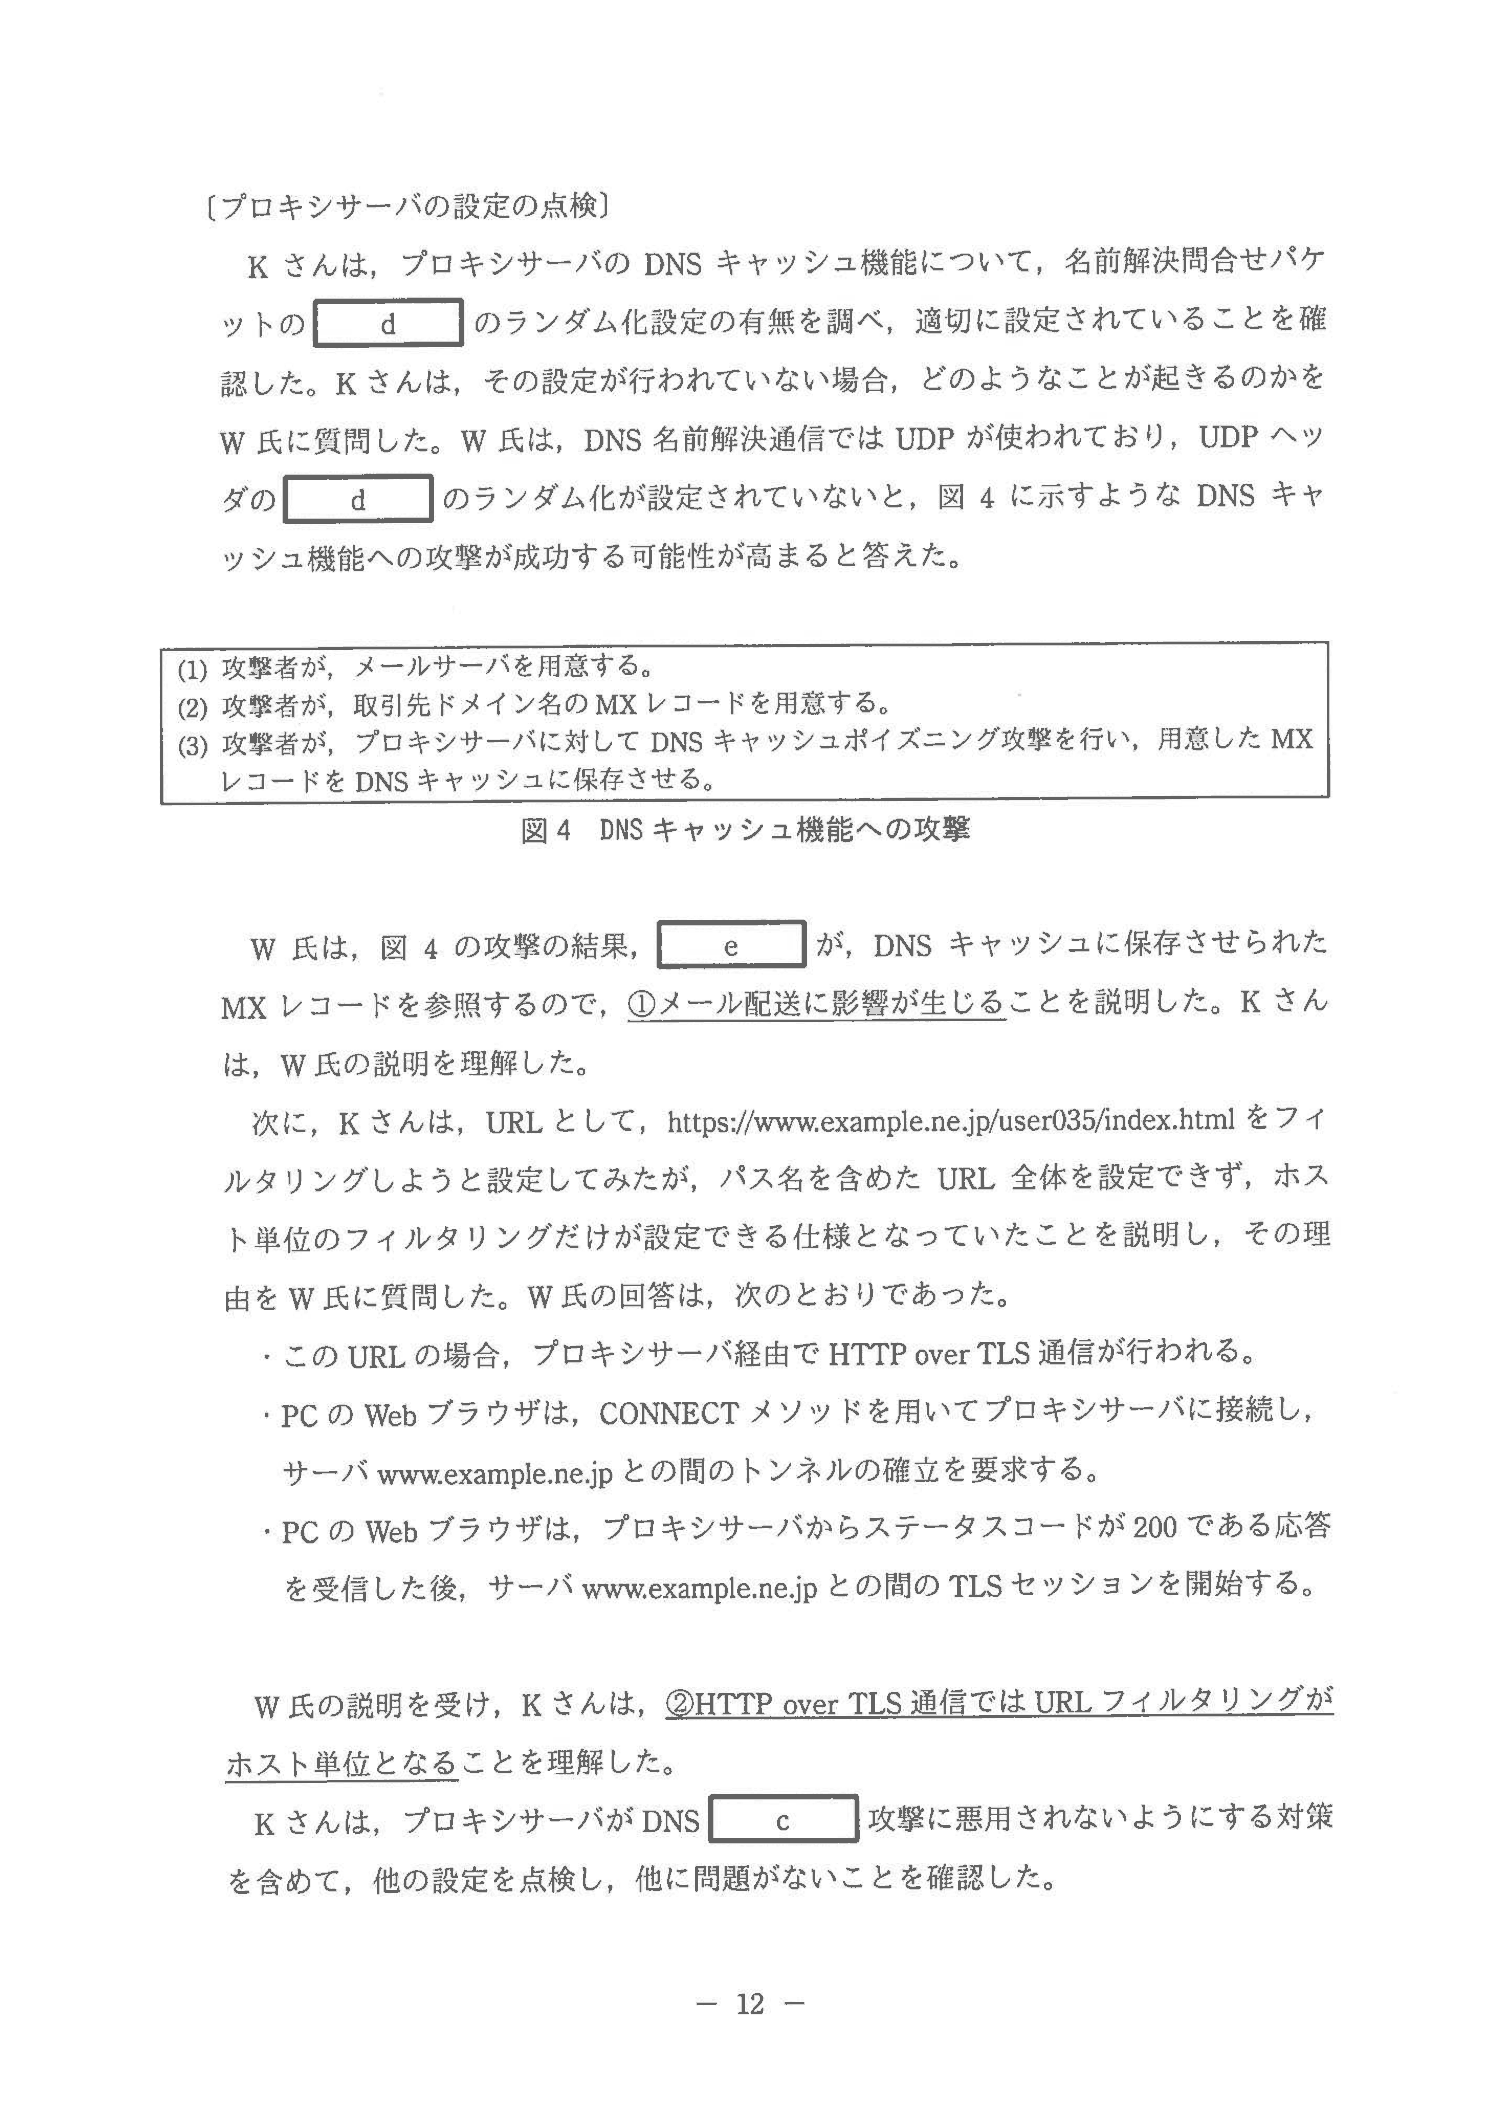 〔プロキシサーバの設定の点検〕
K さんは，プロキシサーバの DNS キャッシュ機能について，名前解決問合せパケ
ットの d のランダム化設定の有無を調べ，適切に設定されていることを確
認した。K さんは，その設定が行われていない場合，どのようなことが起きるのかを
W 氏に質問した。W 氏は，DNS 名前解決通信では UDP が使われており，UDP ヘッ
ダの d のランダム化が設定されていないと，図 4 に示すような DNS キャ
ッシュ機能への攻撃が成功する可能性が高まると答えた。
(1) 攻撃者が，メールサーバを用意する。
(2) 攻撃者が，取引先ドメイン名の MX レコードを用意する。
(3) 攻撃者が，プロキシサーバに対して DNS キャッシュポイズニング攻撃を行い，用意した MX
レコードを DNS キャッシュに保存させる。
図 4 DNS キャッシュ機能への攻撃
W 氏は，図 4 の攻撃の結果， e が，DNS キャッシュに保存させられた
MX レコードを参照するので，①メール配送に影響が生じることを説明した。K さん
は，W 氏の説明を理解した。
次に，K さんは，URL として，https://www.example.ne.jp/user035/index.html をフィ
ルタリングしようと設定してみたが，パス名を含めた URL 全体を設定できず，ホス
ト単位のフィルタリングだけが設定できる仕様となっていたことを説明し，その理
由を W 氏に質問した。W 氏の回答は，次のとおりであった。
・この URL の場合，プロキシサーバ経由で HTTP over TLS 通信が行われる。
・PC の Web ブラウザは，CONNECT メソッドを用いてプロキシサーバに接続し，
サーバ www.example.ne.jp との間のトンネルの確立を要求する。
・PC の Web ブラウザは，プロキシサーバからステータスコードが 200 である応答
を受信した後，サーバ www.example.ne.jp との間の TLS セッションを開始する。
W 氏の説明を受け，K さんは，②HTTP over TLS 通信では URL フィルタリングが
ホスト単位となることを理解した。
K さんは，プロキシサーバが DNS c 攻撃に悪用されないようにする対策
を含めて，他の設定を点検し，他に問題がないことを確認した。
－ 12 －